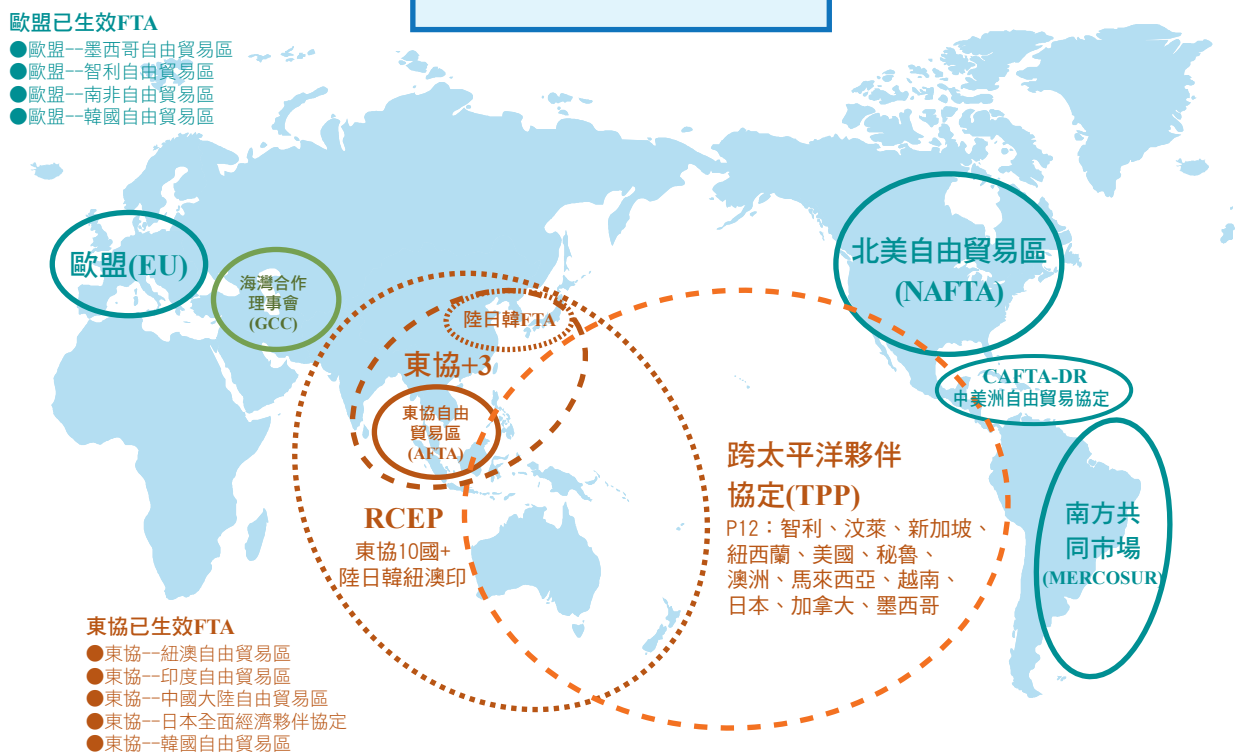 歐盟已生效FTA
●歐盟--墨西哥自由貿易區
●歐盟--智利自由貿易區
●歐盟--南非自由貿易區
●歐盟--韓國自由貿易區
歐盟(EU)
海灣合作
理事會
(GCC)
北美自由貿易區
(NAFTA)
陸日韓FTA
東協+3
東協自由
貿易區
(AFTA)
CAFTA-DR
中美洲自由貿易協定
RCEP
東協10國+
陸日韓紐澳印
跨太平洋夥伴
協定(TPP)
P12：智利、汶萊、新加坡、
紐西蘭、美國、秘魯、
澳洲、馬來西亞、越南、
日本、加拿大、墨西哥
南方共
同市場
(MERCOSUR)
東協已生效FTA
●東協--紐澳自由貿易區
●東協--印度自由貿易區
●東協--中國大陸自由貿易區
●東協--日本全面經濟夥伴協定
●東協--韓國自由貿易區